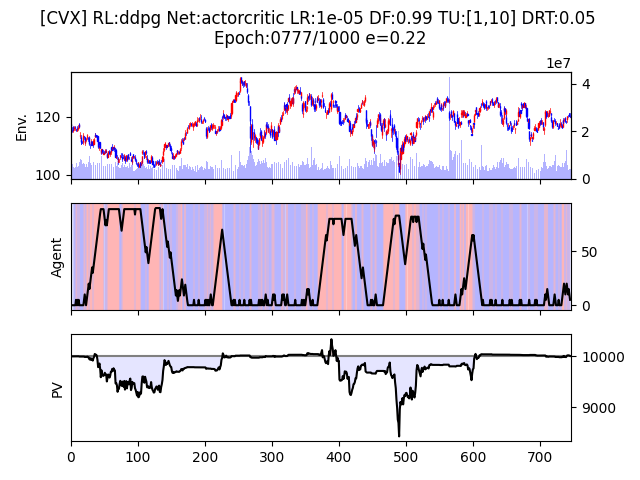 [CVX] RL:ddpg Net:actorcritic LR:1e-05 DF:0.99 TU:[1,10] DRT:0.05
Epoch:0777/1000 e=0.22
1e7
Env.
120
100
4
2
0
Agent
50
0
PV
10000
9000
0 100 200 300 400 500 600 700